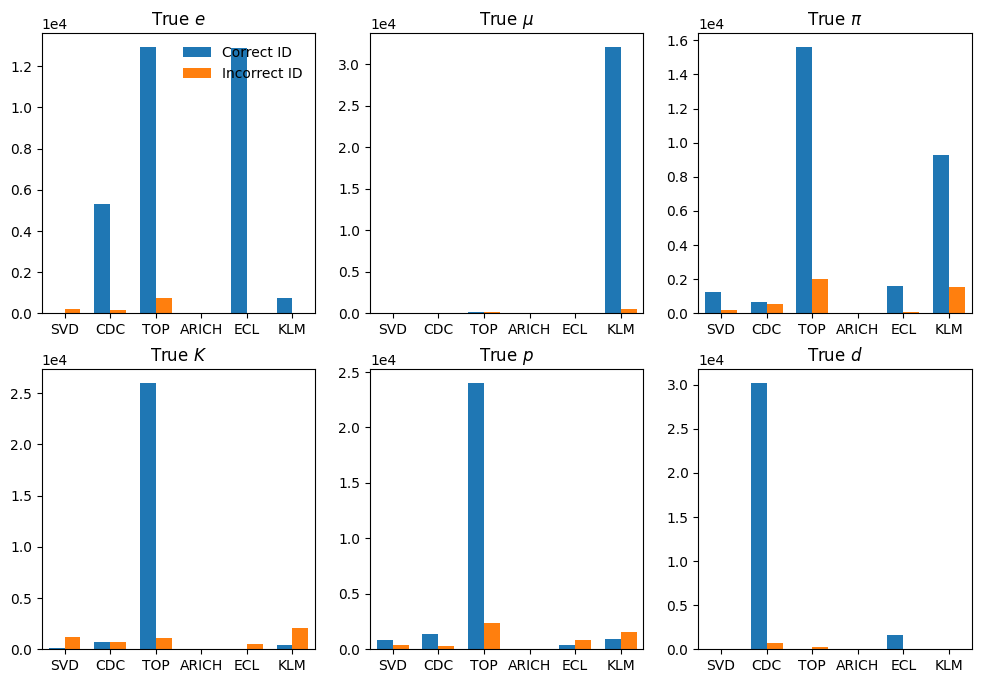 True e
1e4
Correct ID
Incorrect ID
1.2
1.0
0.8
0.6
0.4
0.2
0.0
SVD CDC TOP ARICH ECL KLM
True μ
1e4
3.0
2.5
2.0
1.5
1.0
0.5
0.0
SVD CDC TOP ARICH ECL KLM
True π
1e4
1.6
1.4
1.2
1.0
0.8
0.6
0.4
0.2
0.0
SVD CDC TOP ARICH ECL KLM
True K
1e4
2.5
2.0
1.5
1.0
0.5
0.0
SVD CDC TOP ARICH ECL KLM
True p
1e4
2.5
2.0
1.5
1.0
0.5
0.0
SVD CDC TOP ARICH ECL KLM
True d
1e4
3.0
2.5
2.0
1.5
1.0
0.5
0.0
SVD CDC TOP ARICH ECL KLM